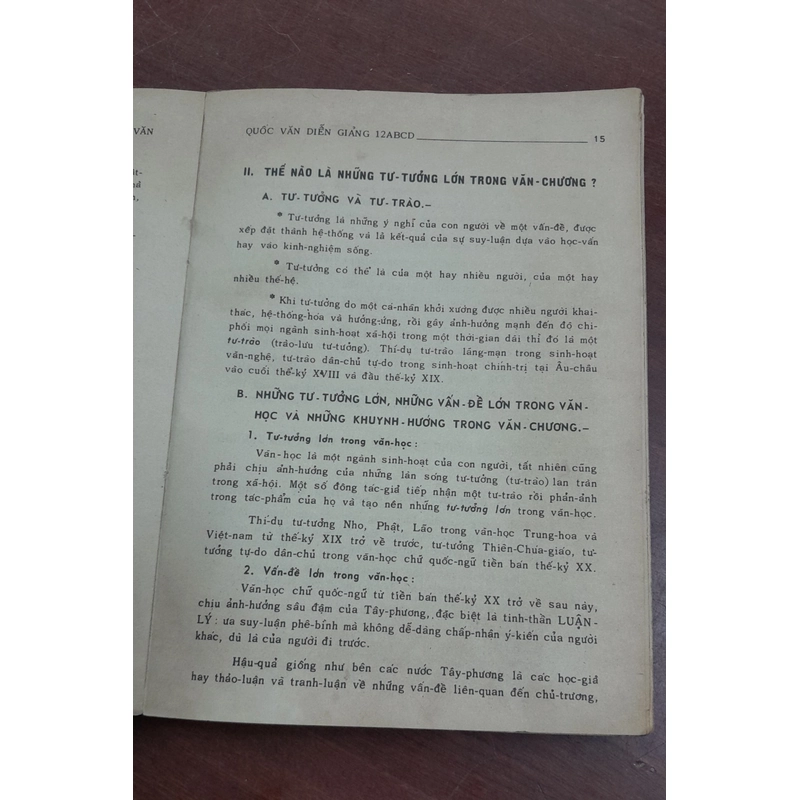 VĂN
QUỐC VĂN DIỄN GIẢNG 12ABCD 15
II. THẾ NÀO LÀ NHỮNG TƯ-TƯỞNG LỚN TRONG VĂN-CHƯƠNG ?
A. TƯ-TƯỞNG VÀ TƯ-TRÀO.–
* Tư-tưởng là những ý nghĩ của con người về một vấn-đề, được
xếp đặt thành hệ-thống và là kết-quả của sự suy-luận dựa vào học-vấn
hay vào kinh-nghiệm sống.
* Tư-tưởng có thể là của một hay nhiều người, của một hay
nhiều thế-hệ.
* Khi tư-tưởng do một cá-nhân khởi xướng được nhiều người khai-
thác, hệ-thống-hóa và hưởng-ứng, rồi gây ảnh-hưởng mạnh đến độ chi-
phối mọi ngành sinh-hoạt xã-hội trong một thời-gian dài thì đó là một
tư-trào (trào-lưu tư-tưởng). Thí-dụ tư-trào lãng-mạn trong sinh-hoạt
văn-nghệ, tư-trào dân-chủ tự-do trong sinh-hoạt chính-trị tại Âu-châu
vào cuối thế-kỷ XVIII và đầu thế-kỷ XIX.
B. NHỮNG TƯ-TƯỞNG LỚN, NHỮNG VẤN-ĐỀ LỚN TRONG VĂN-
HỌC VÀ NHỮNG KHUYNH-HƯỚNG TRONG VĂN-CHƯƠNG.–
1. Tư-tưởng lớn trong văn-học :
Văn-học là một ngành sinh-hoạt của con người, tất nhiên cũng
phải chịu ảnh-hưởng của những làn sóng tư-tưởng (tư-trào) lan tràn
trong xã-hội. Một số đông tác-giả tiếp nhận một tư-trào rồi phản-ảnh
trong tác-phẩm của họ và tạo nên những tư-tưởng lớn trong văn-học.
Thí-dụ tư-tưởng Nho, Phật, Lão trong văn-học Trung-hoa và
Việt-nam từ thế-kỷ XIX trở về trước, tư-tưởng Thiên-Chúa-giáo, tư-
tưởng tự-do dân-chủ trong văn-học chữ quốc-ngữ tiền bán thế-kỷ XX.
2. Vấn-đề lớn trong văn-học :
Văn-học chữ quốc-ngữ từ tiền bán thế-kỷ XX trở về sau này,
chịu ảnh-hưởng sâu đậm của Tây-phương, đặc biệt là tinh-thần LUẬN-
LÝ : ưa suy-luận phê-bình mà không dễ-dàng chấp-nhận ý-kiến của người
khác, dù là của người đi trước.
Hậu-quả giống như bên các nước Tây-phương là các học-giả
hay thảo-luận và tranh-luận về những vấn-đề liên-quan đến chủ-trương,